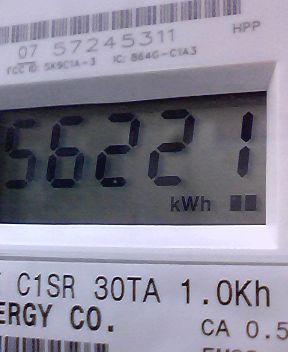 07 57245311
HPP
FCC ID: SK9C1A-3 IC: 864G-C1A3
56221
kWh
C1SR 30TA 1.0Kh
ERGY CO.
CA 0.5